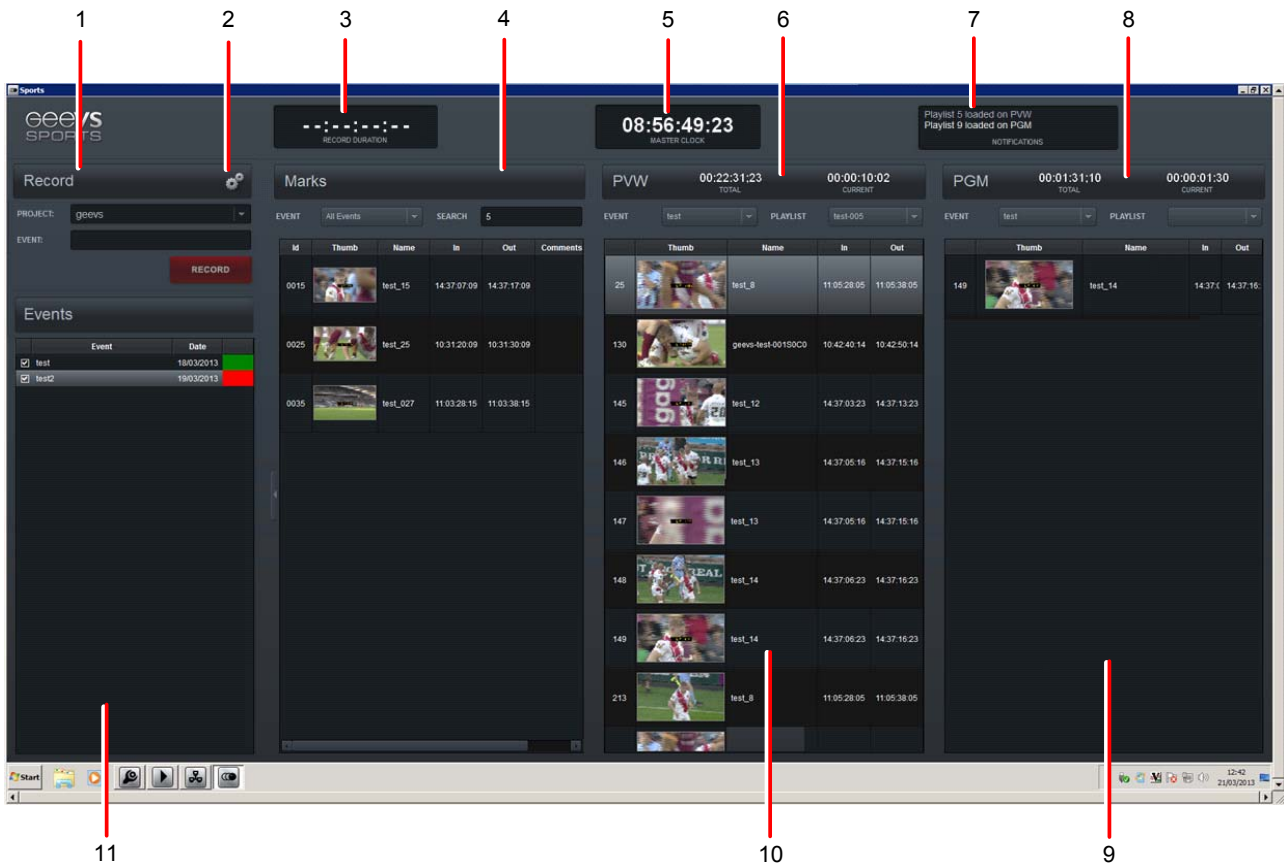 1 2 3 4 5 6 7 8
Sports
GEEVS
SPORTS
--:--:--:--
RECORD DURATION
08:56:49:23
MASTER CLOCK
Playlist 5 loaded on PVW
Playlist 9 loaded on PGM
NOTIFICATIONS
Record
PROJECT: geevs
EVENT:
RECORD
Events
Event Date
test 18/03/2013
test2 19/03/2013
Marks
EVENT All Events SEARCH 5
Id Thumb Name In Out Comments
0015 test_15 14:37:07:09 14:37:17:09
0025 test_25 10:31:20:09 10:31:30:09
0035 test_027 11:03:28:15 11:03:38:15
PVW 00:22:31;23 00:00:10:02
TOTAL CURRENT
EVENT test PLAYLIST test-005
Thumb Name In Out
25 test_8 11:05:28:05 11:05:38:05
130 geevs-test-001S0C0 10:42:40:14 10:42:50:14
145 test_12 14:37:03:23 14:37:13:23
146 test_13 14:37:05:16 14:37:15:16
147 test_13 14:37:05:16 14:37:15:16
148 test_14 14:37:06:23 14:37:16:23
149 test_14 14:37:06:23 14:37:16:23
213 test_8 11:05:28:05 11:05:38:05
PGM 00:01:31;10 00:00:01:30
TOTAL CURRENT
EVENT test PLAYLIST
Thumb Name In Out
149 test_14 14:37:( 14:37:16:
Start
12:42
21/03/2013
11 10 9